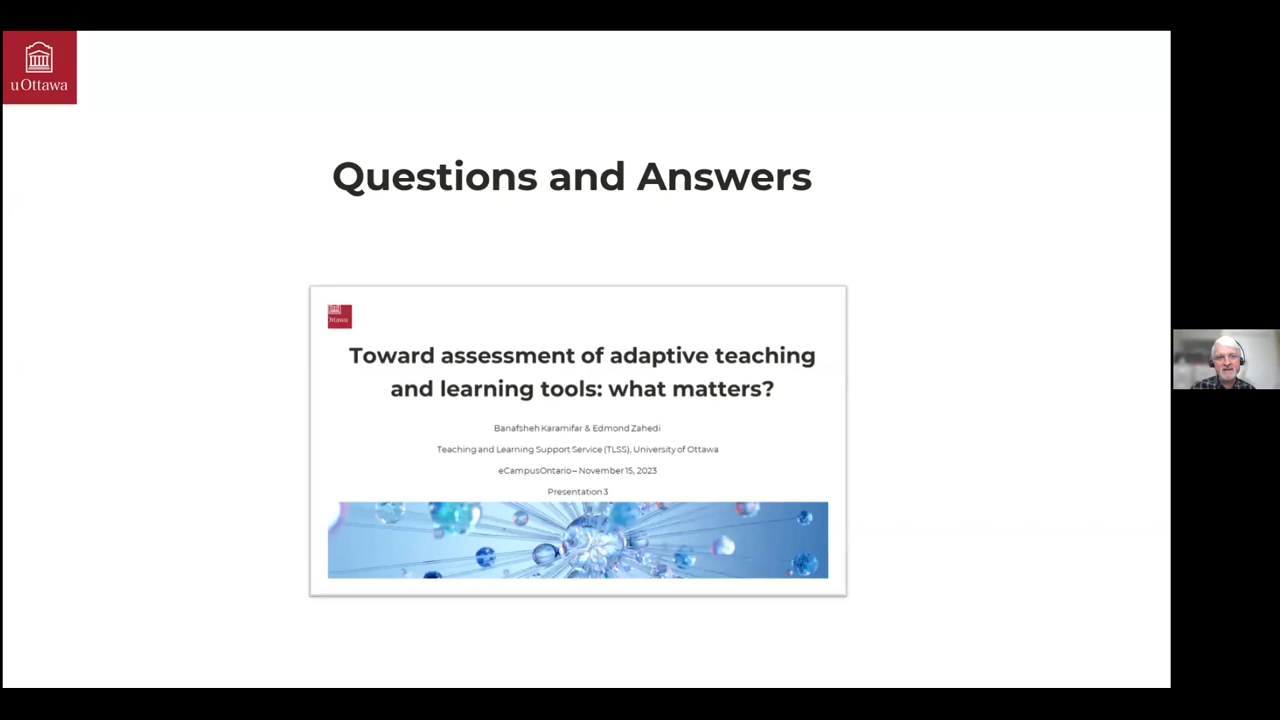 uOttawa
Questions and Answers
Ottawa
Toward assessment of adaptive teaching
and learning tools: what matters?
Banafsheh Karamifar & Edmond Zahedi
Teaching and Learning Support Service (TLSS), University of Ottawa
eCampusOntario – November 15, 2023
Presentation 3